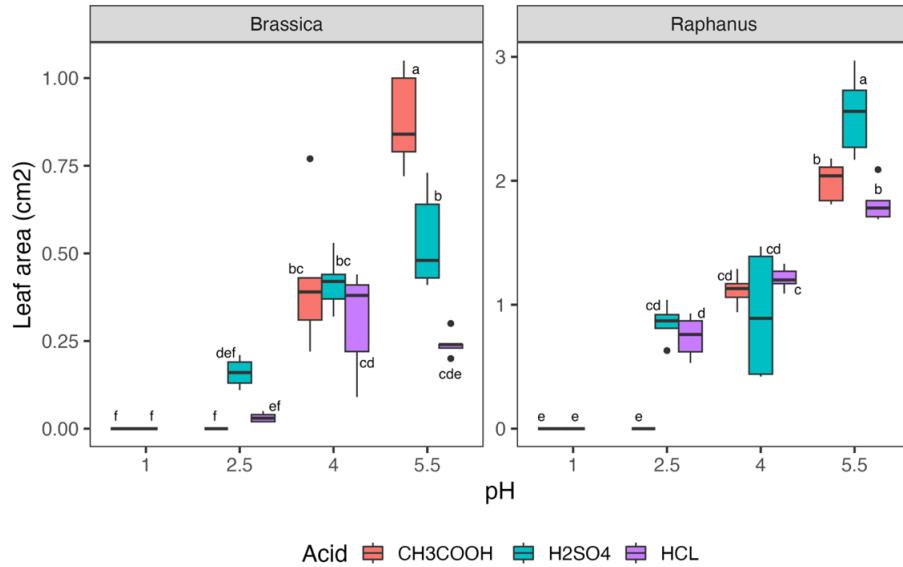 Brassica
Raphanus
Leaf area (cm2)
1.00
0.75
0.50
0.25
0.00
f f f def ef bc bc cd a b cde
1 2.5 4 5.5
3
2
1
0
e e e cd d cd cd c b a b
1 2.5 4 5.5
pH
Acid CH3COOH H2SO4 HCL